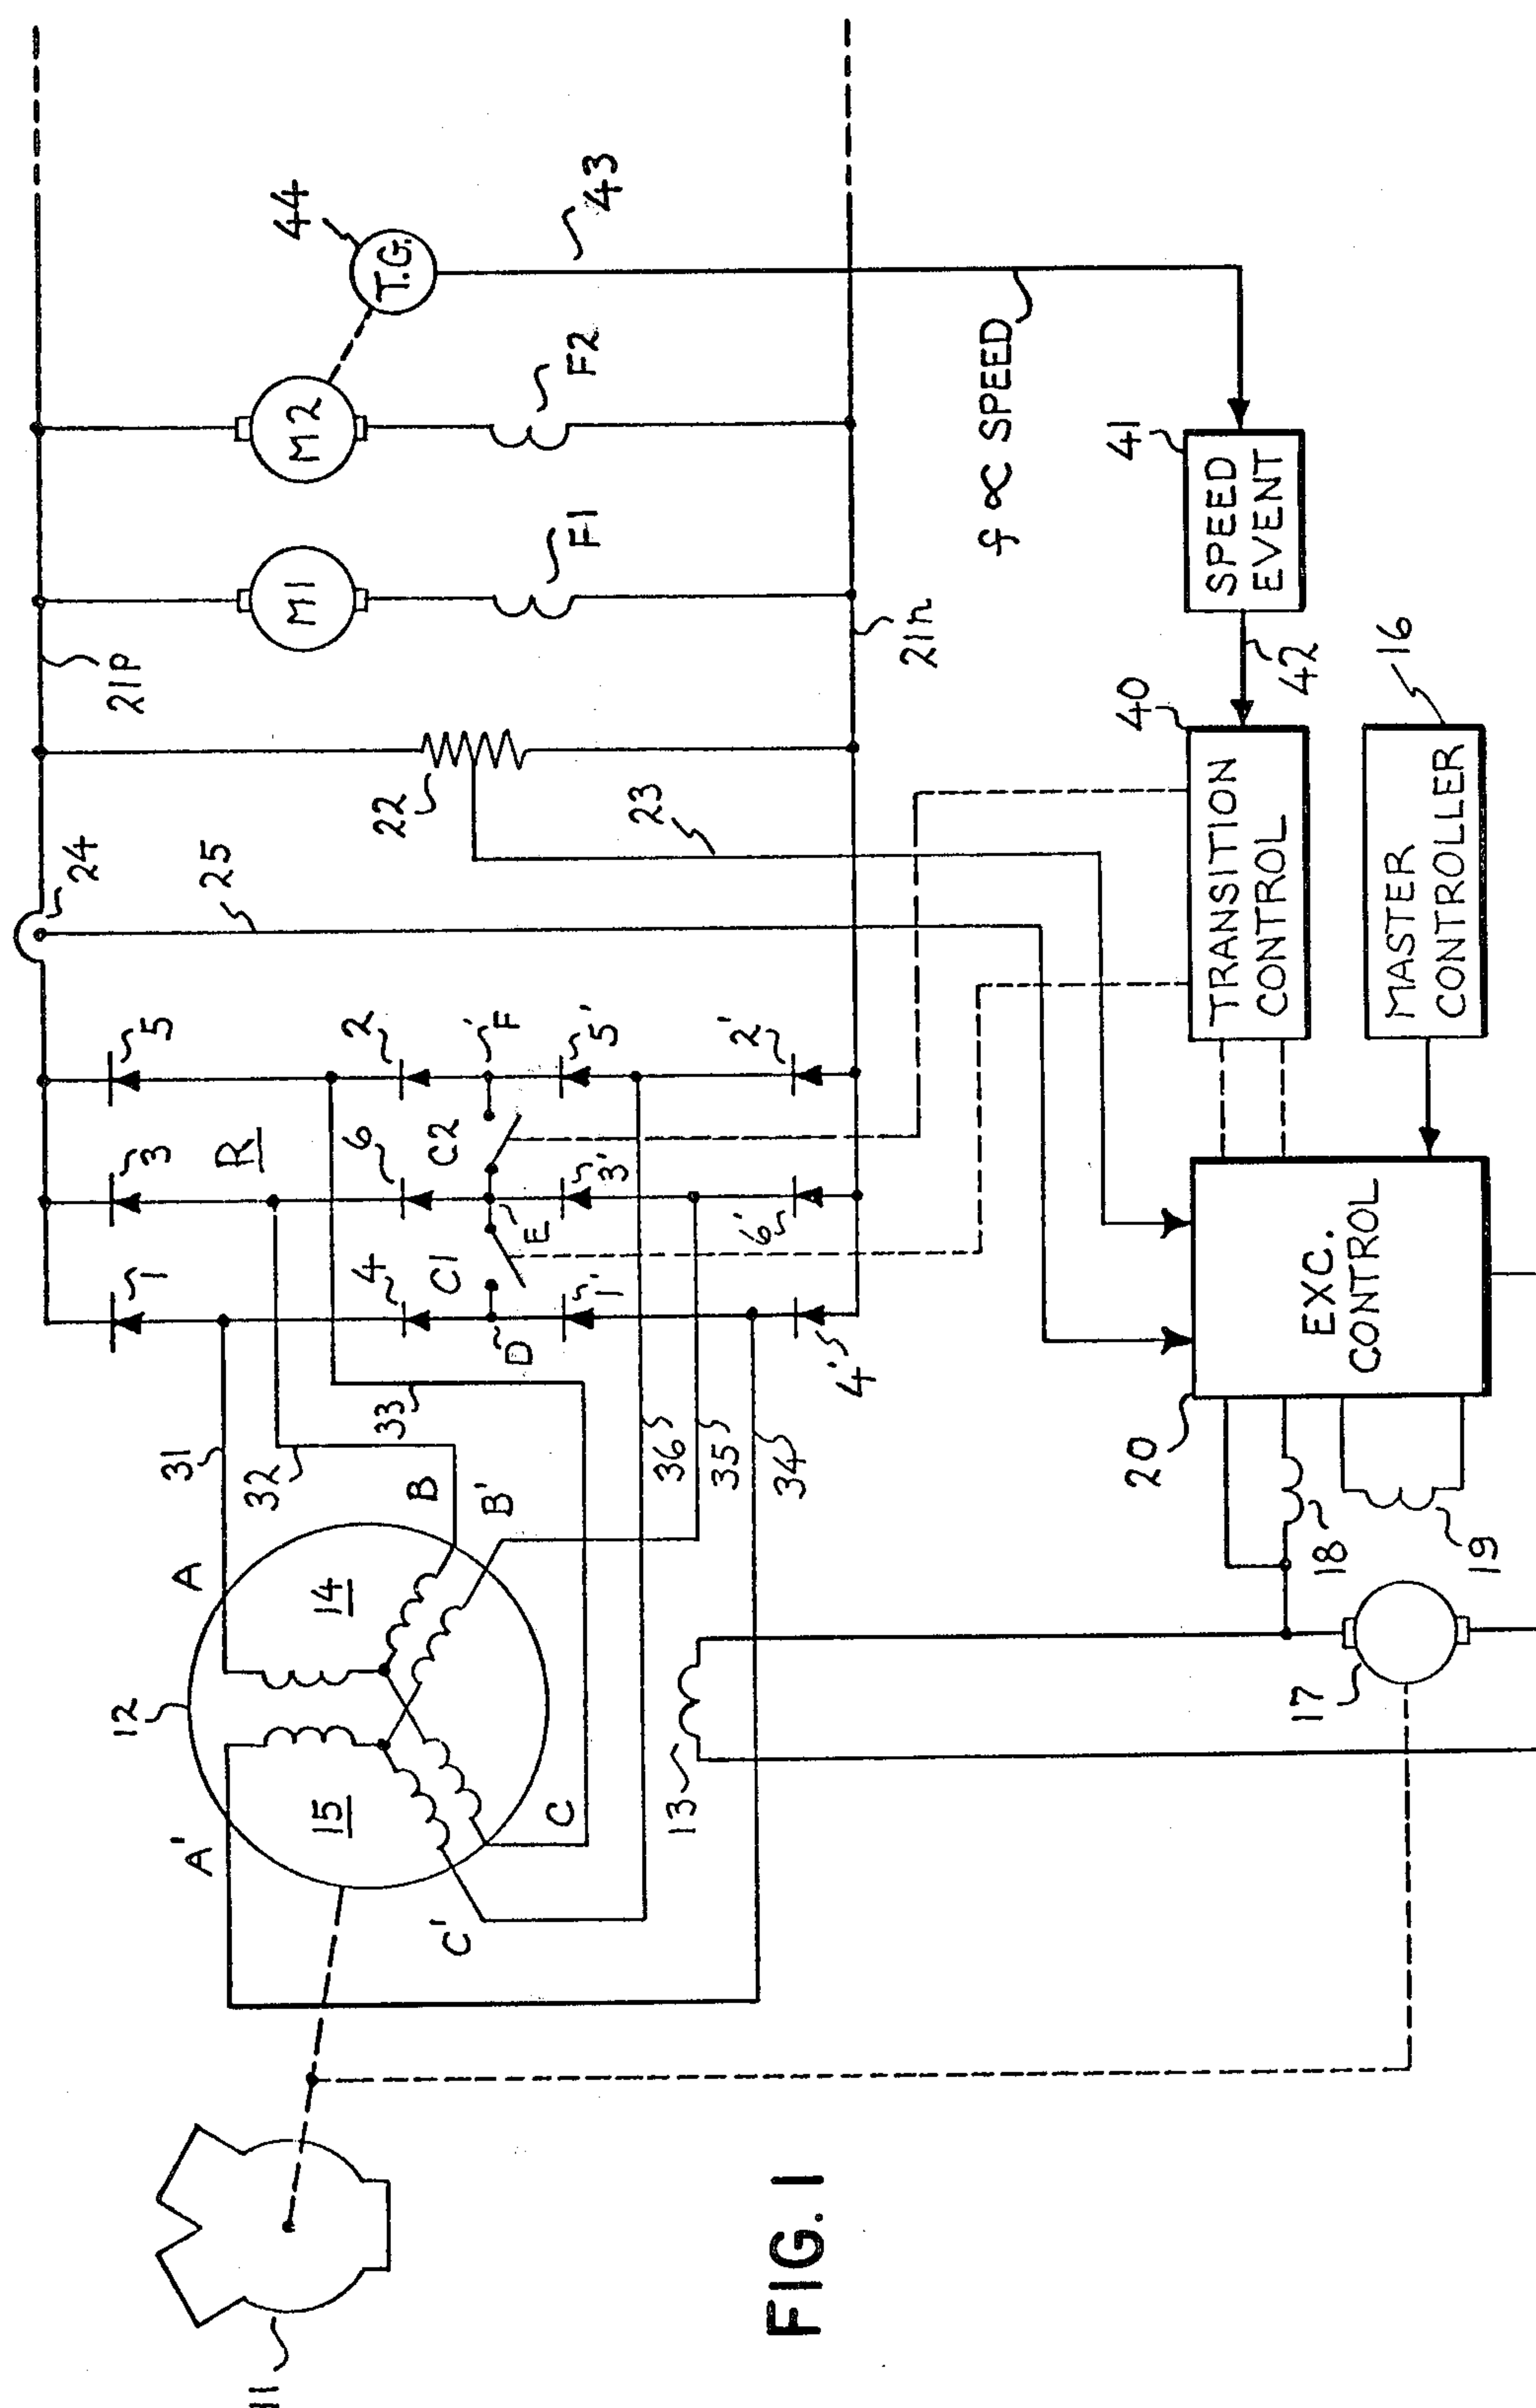 FIG. 1
11
12
A
A'
B
B'
C
C'
14
15
13
31
32
33
34
35
36
1
3
5
R
4
6
2
C1
C2
D
E
F
1'
3'
5'
4'
6'
2'
24
25
22
23
21P
21n
M1
M2
F1
F2
T.G.
44
43
f ∝ SPEED
41
SPEED
EVENT
42
40
TRANSITION
CONTROL
16
MASTER
CONTROLLER
20
EXC.
CONTROL
17
18
19